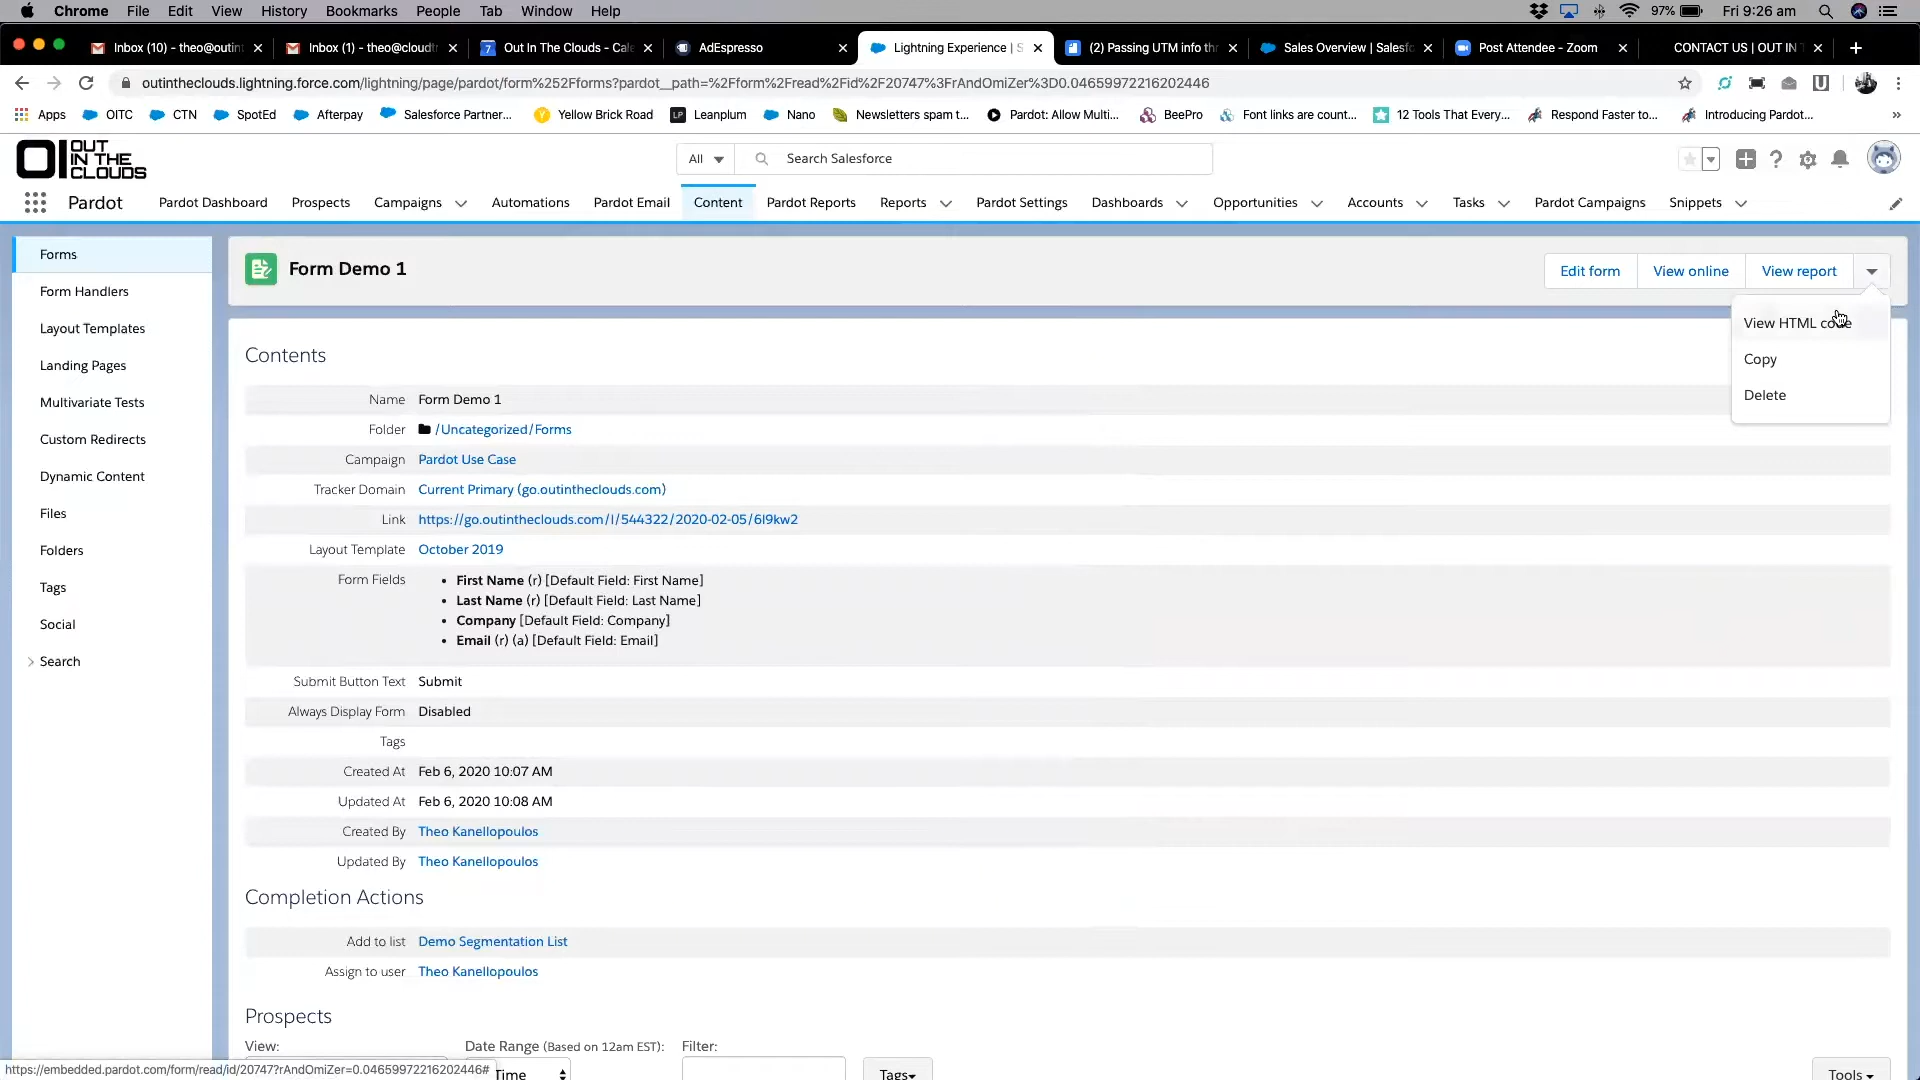 Chrome File Edit View History Bookmarks People Tab Window Help 97% Fri 9:26 am
Inbox (10) - theo@outin Inbox (1) - theo@cloudt Out In The Clouds - Cale AdEspresso Lightning Experience | S (2) Passing UTM info thr Sales Overview | Salesfo Post Attendee - Zoom CONTACT US | OUT IN T
outintheclouds.lightning.force.com/lightning/page/pardot/form%252Fforms?pardot__path=%2Fform%2Fread%2Fid%2F20747%3FrAndOmiZer%3D0.04659972216202446
Apps OITC CTN SpotEd Afterpay Salesforce Partner... Yellow Brick Road LP Leanplum Nano Newsletters spam t... Pardot: Allow Multi... BeePro Font links are count... 12 Tools That Every... Respond Faster to... Introducing Pardot... »
OI OUT
IN THE
CLOUDS
All Search Salesforce
Pardot Pardot Dashboard Prospects Campaigns Automations Pardot Email Content Pardot Reports Reports Pardot Settings Dashboards Opportunities Accounts Tasks Pardot Campaigns Snippets
Forms
Form Handlers
Layout Templates
Landing Pages
Multivariate Tests
Custom Redirects
Dynamic Content
Files
Folders
Tags
Social
Search
Form Demo 1
Edit form View online View report
View HTML code
Copy
Delete
Contents
Name Form Demo 1
Folder /Uncategorized/Forms
Campaign Pardot Use Case
Tracker Domain Current Primary (go.outintheclouds.com)
Link https://go.outintheclouds.com/l/544322/2020-02-05/6l9kw2
Layout Template October 2019
Form Fields • First Name (r) [Default Field: First Name]
• Last Name (r) [Default Field: Last Name]
• Company [Default Field: Company]
• Email (r) (a) [Default Field: Email]
Submit Button Text Submit
Always Display Form Disabled
Tags
Created At Feb 6, 2020 10:07 AM
Updated At Feb 6, 2020 10:08 AM
Created By Theo Kanellopoulos
Updated By Theo Kanellopoulos
Completion Actions
Add to list Demo Segmentation List
Assign to user Theo Kanellopoulos
Prospects
View: Date Range (Based on 12am EST): Filter:
Time Tags Tools
https://embedded.pardot.com/form/read/id/20747?rAndOmiZer=0.04659972216202446#